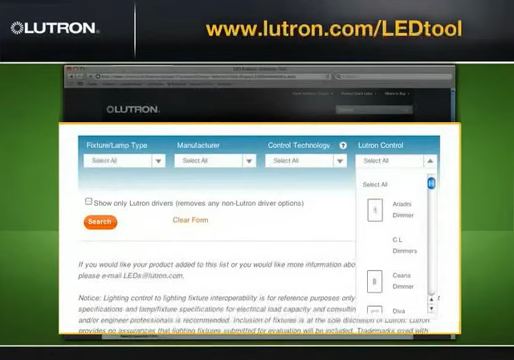 LUTRON
www.lutron.com/LEDtool
LUTRON
Fixture/Lamp Type
Manufacturer
Control Technology
?
Lutron Control
Select All
Select All
Select All
Select All
Select All
Ariadni
Dimmer
C.L
Dimmers
Ceana
Dimmer
Diva
Show only Lutron drivers (removes any non-Lutron driver options)
Search
Clear Form
If you would like your product added to this list or you would like more information abo
please e-mail LEDs@lutron.com.
Notice: Lighting control to lighting fixture interoperability is for reference purposes only
specifications and lamp/fixture specifications for electrical load capacity and
and/or engineer professionals is recommended. Inclusion of fixtures is at the sole discretion of Lutron. Lutron
provides no assurances that lighting fixtures submitted for evaluation will be included. Trademarks used with